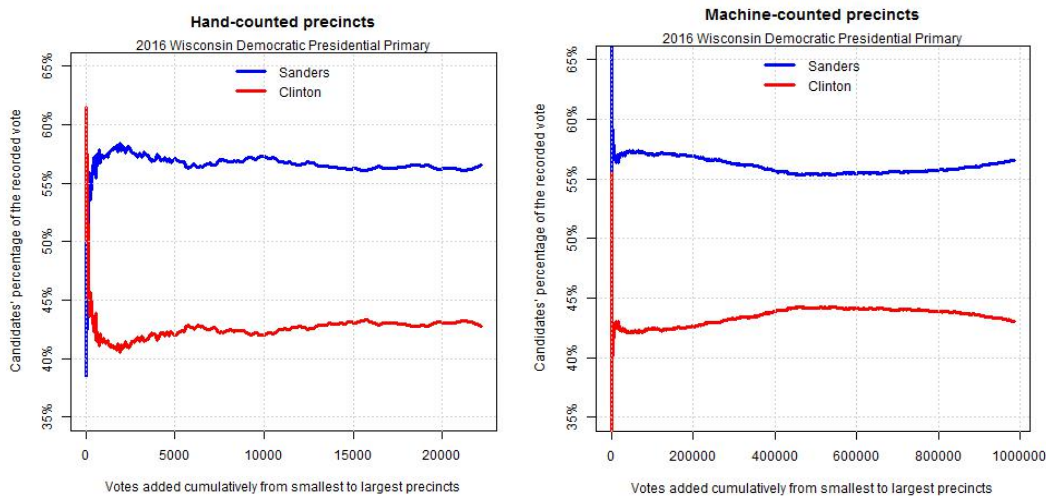 Hand-counted precincts
2016 Wisconsin Democratic Presidential Primary
Sanders
Clinton
65%
60%
55%
50%
45%
40%
35%
Candidates' percentage of the recorded vote
0 5000 10000 15000 20000
Votes added cumulatively from smallest to largest precincts
Machine-counted precincts
2016 Wisconsin Democratic Presidential Primary
Sanders
Clinton
65%
60%
55%
50%
45%
40%
35%
Candidates' percentage of the recorded vote
0 200000 400000 600000 800000 1000000
Votes added cumulatively from smallest to largest precincts